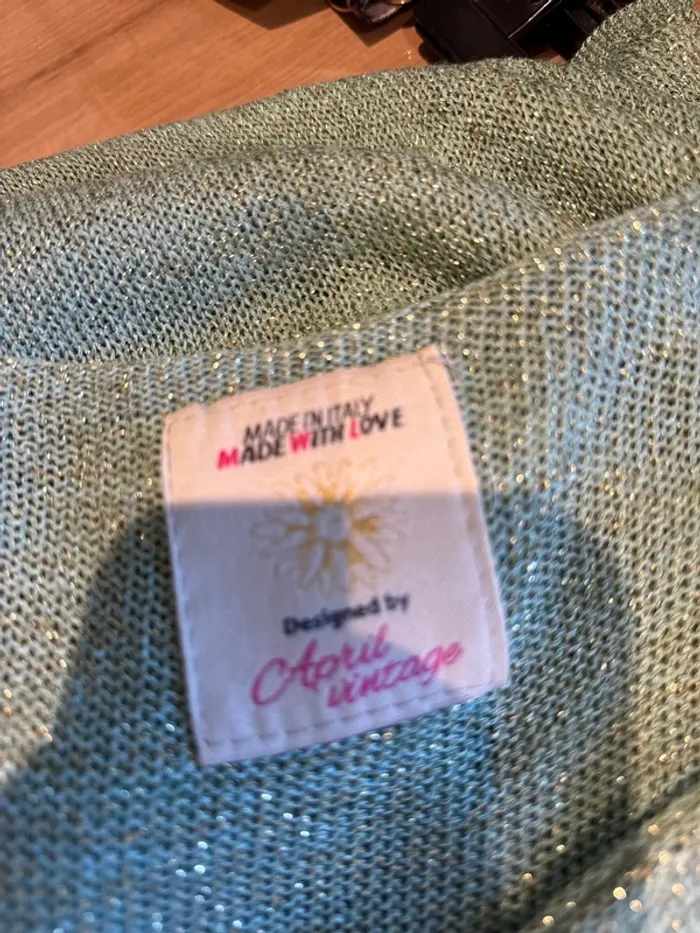 MADE IN ITALY
MADE WITH LOVE
Designed by
April
vintage